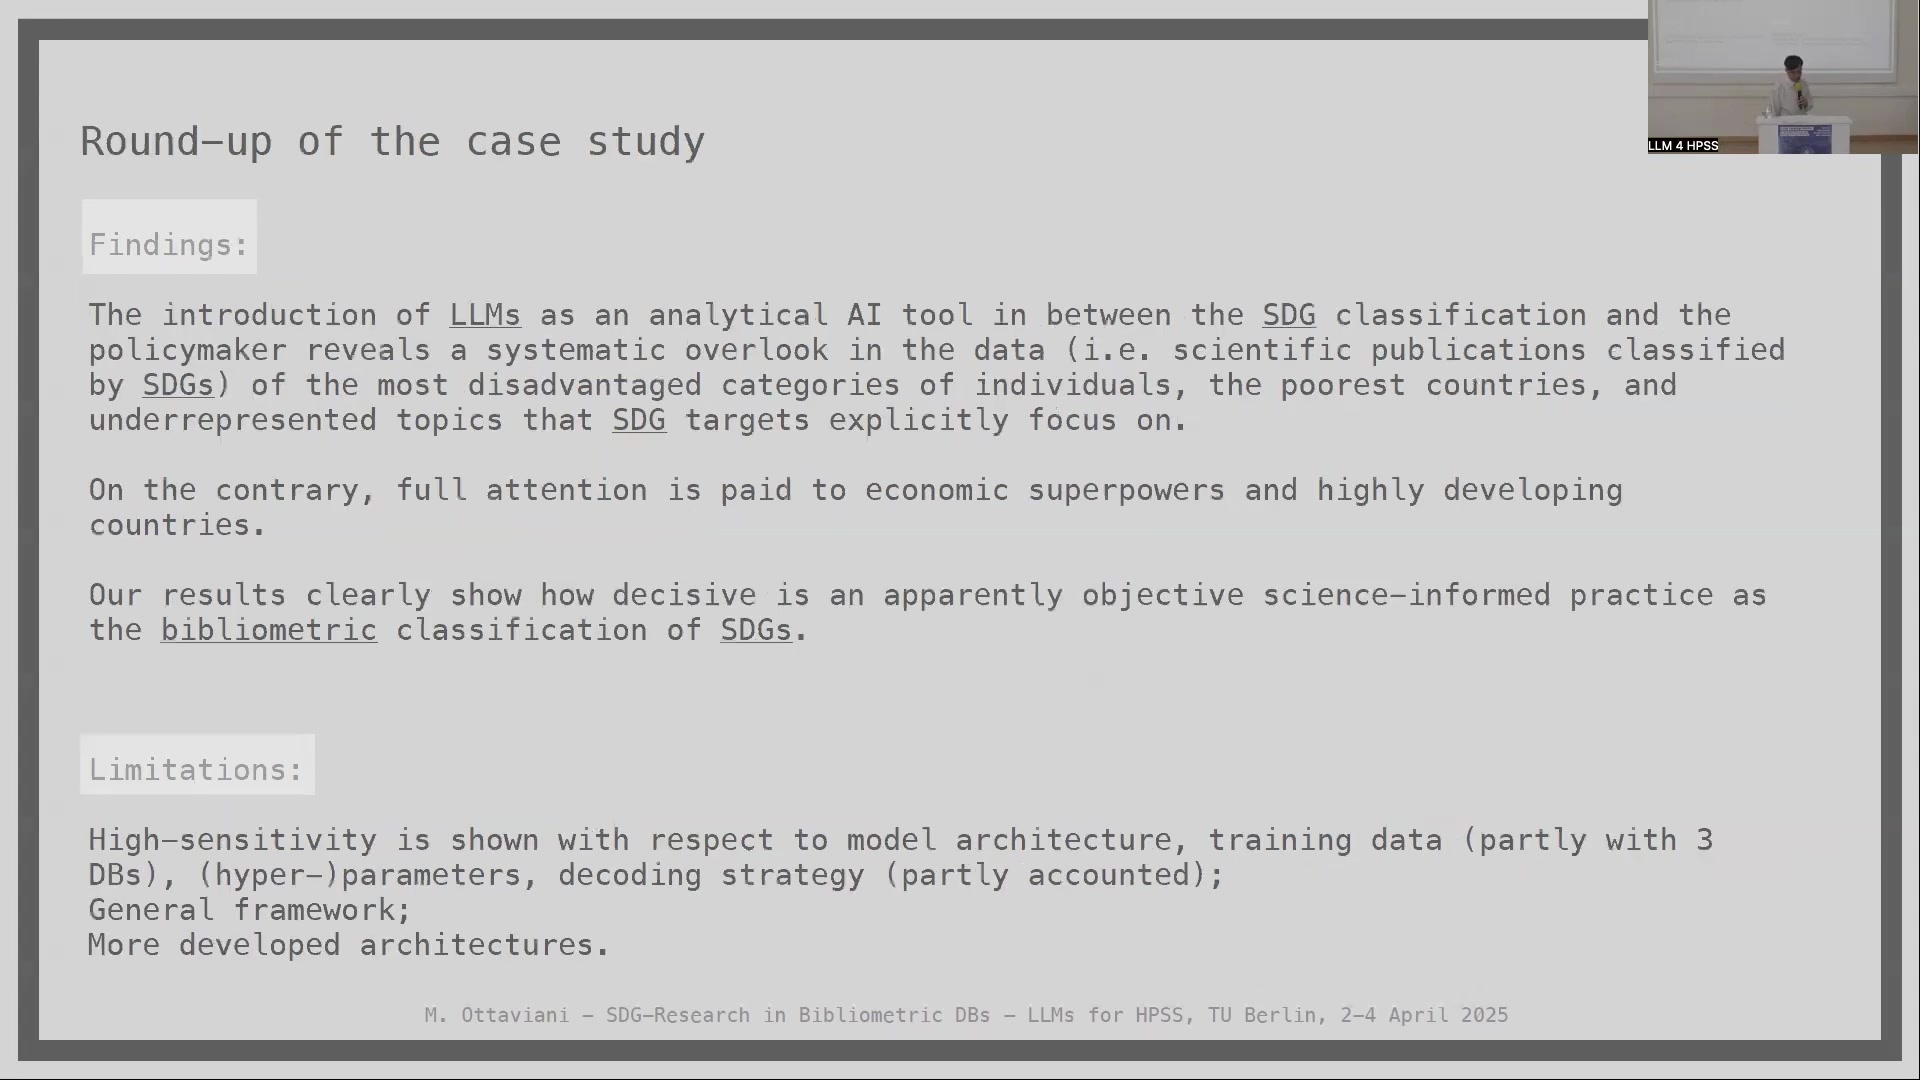 LLM 4 HPSS
Round-up of the case study
Findings:
The introduction of LLMs as an analytical AI tool in between the SDG classification and the
policymaker reveals a systematic overlook in the data (i.e. scientific publications classified
by SDGs) of the most disadvantaged categories of individuals, the poorest countries, and
underrepresented topics that SDG targets explicitly focus on.
On the contrary, full attention is paid to economic superpowers and highly developing
countries.
Our results clearly show how decisive is an apparently objective science-informed practice as
the bibliometric classification of SDGs.
Limitations:
High-sensitivity is shown with respect to model architecture, training data (partly with 3
DBs), (hyper-)parameters, decoding strategy (partly accounted);
General framework;
More developed architectures.
M. Ottaviani - SDG-Research in Bibliometric DBs - LLMs for HPSS, TU Berlin, 2-4 April 2025